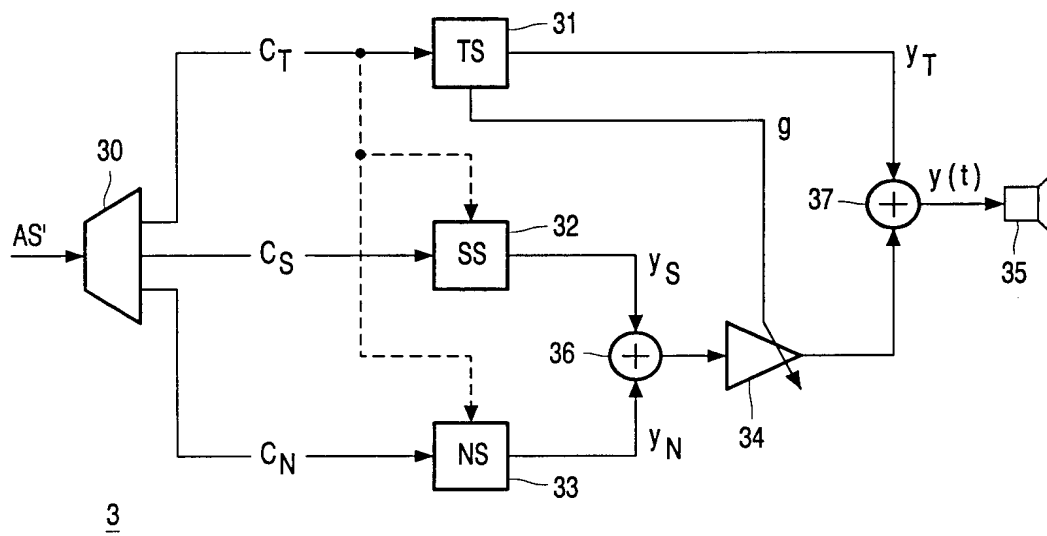 31
C_T
TS
y_T
g
30
37
y(t)
AS'
C_S
32
SS
y_S
35
36
34
C_N
NS
y_N
33
3